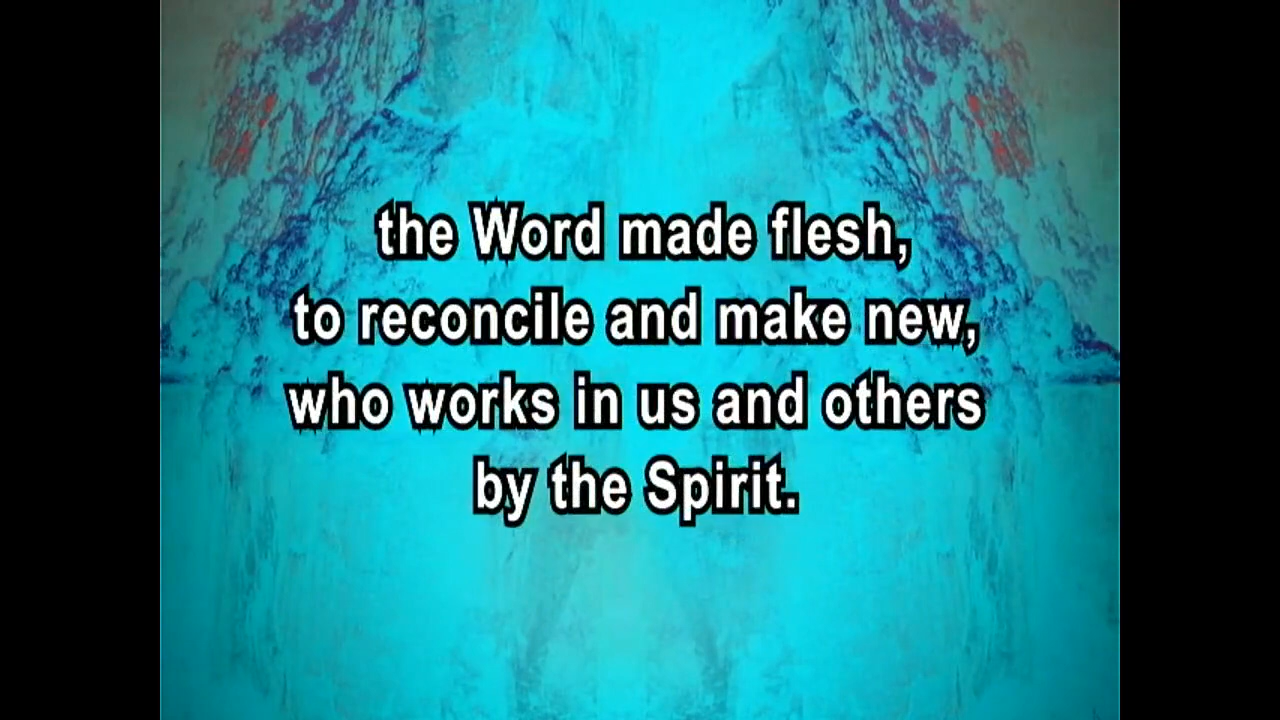 the Word made flesh,
to reconcile and make new,
who works in us and others
by the Spirit.